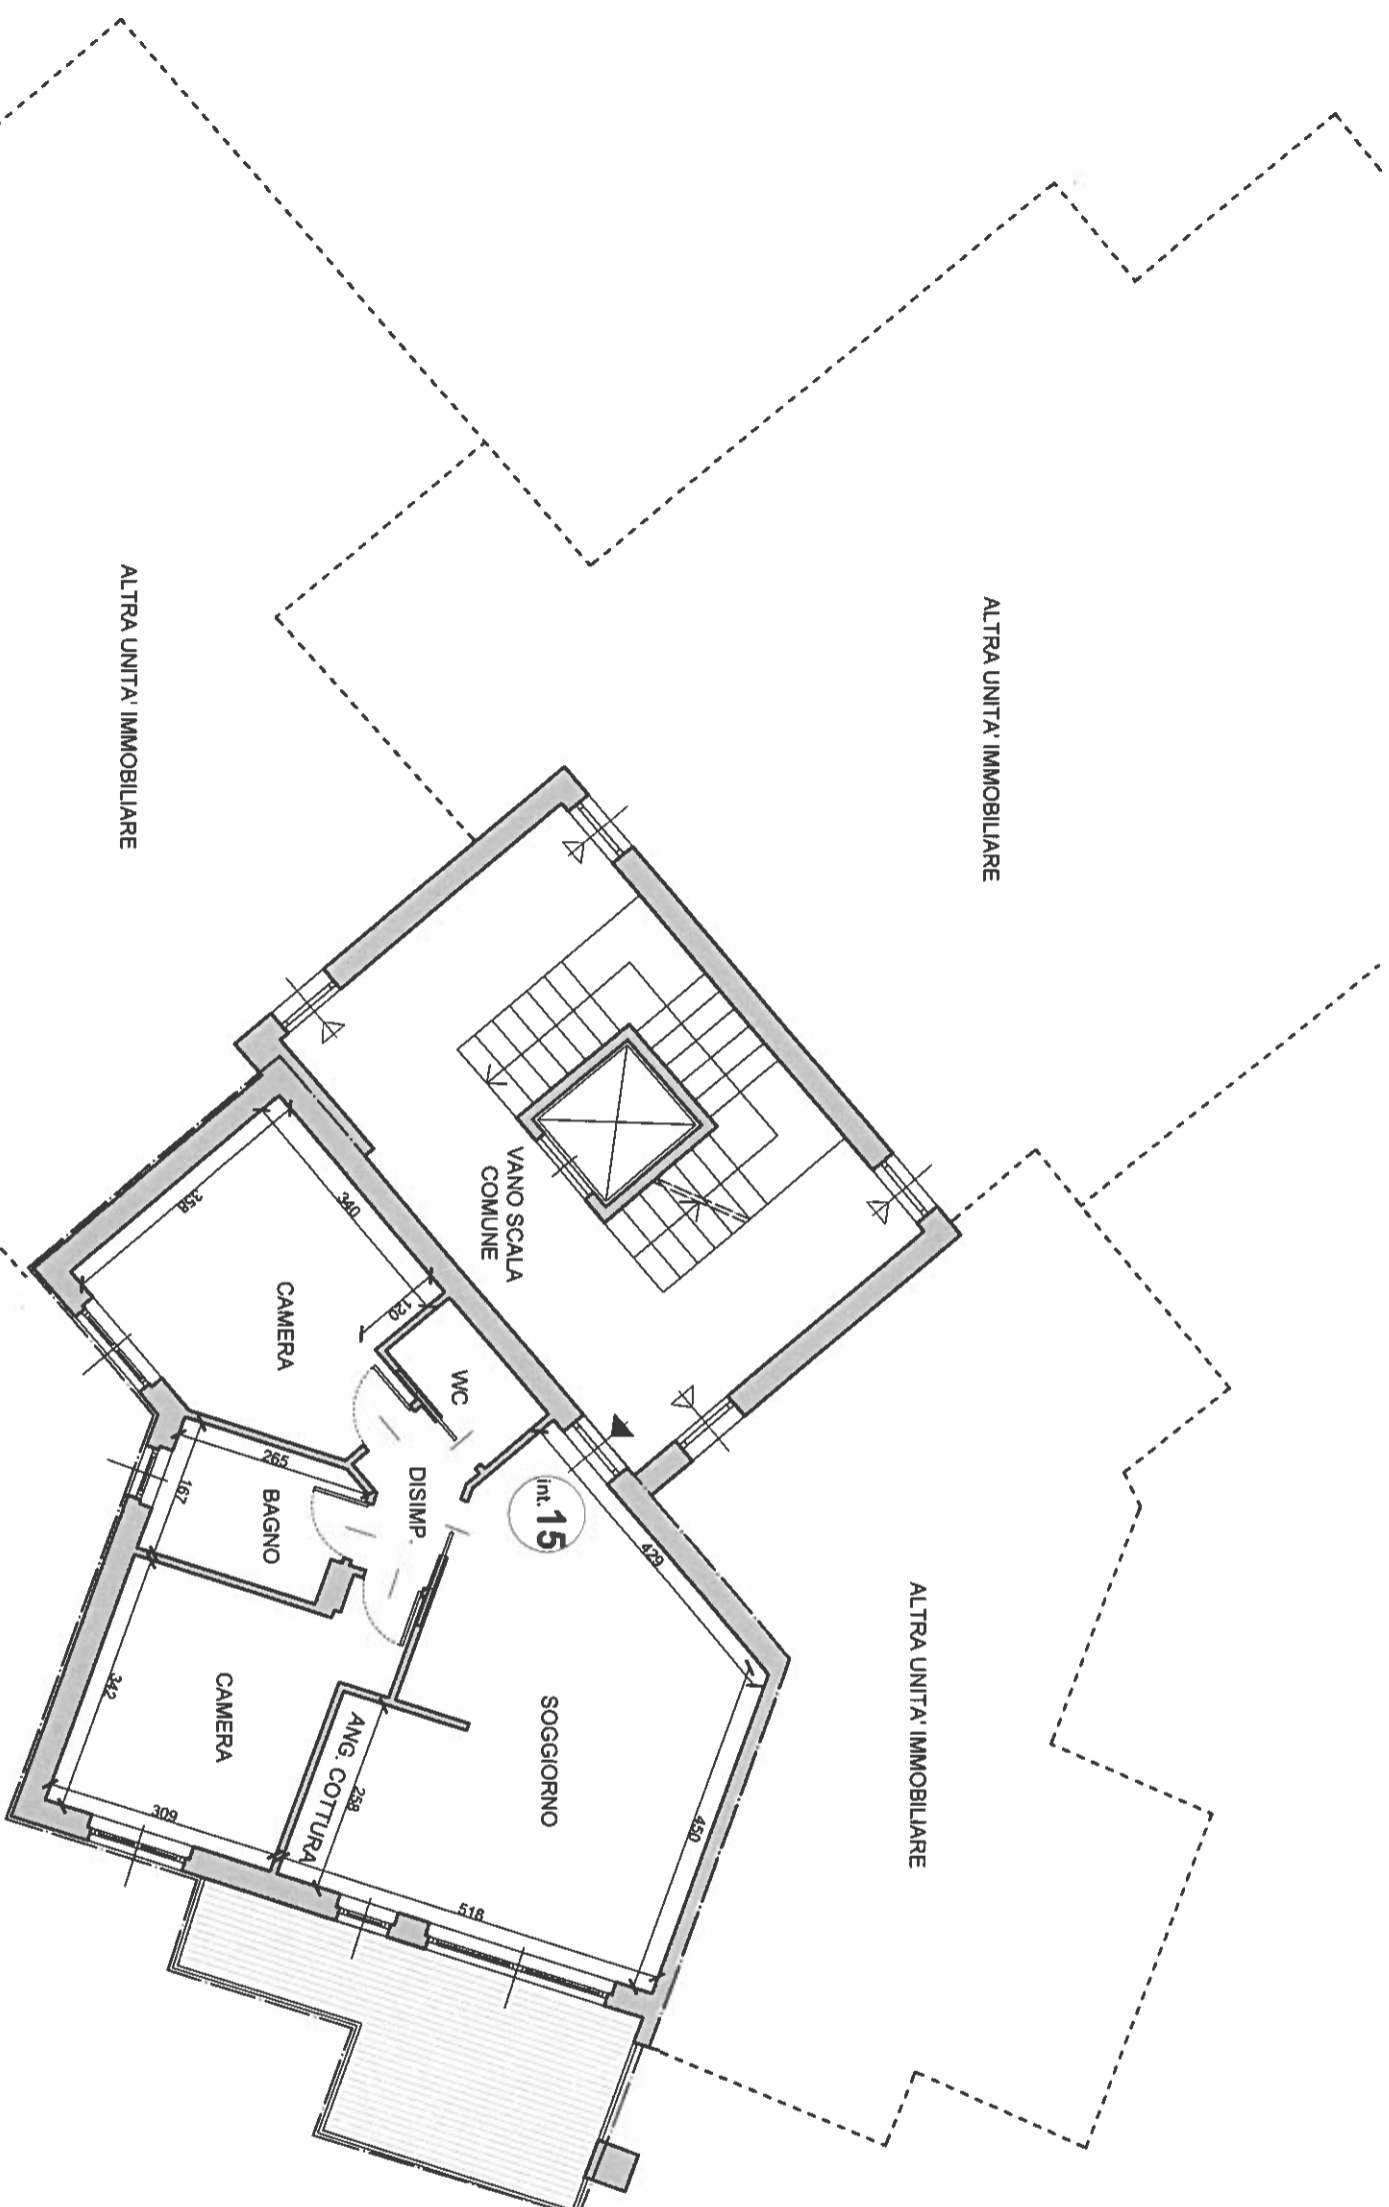 ALTRA UNITA' IMMOBILIARE
ALTRA UNITA' IMMOBILIARE
ALTRA UNITA' IMMOBILIARE
VANO SCALA
COMUNE
358
340
120
CAMERA
WC
DISIMP.
265
167
BAGNO
int. 15
429
SOGGIORNO
450
CAMERA
342
309
ANG. COTTURA
258
518